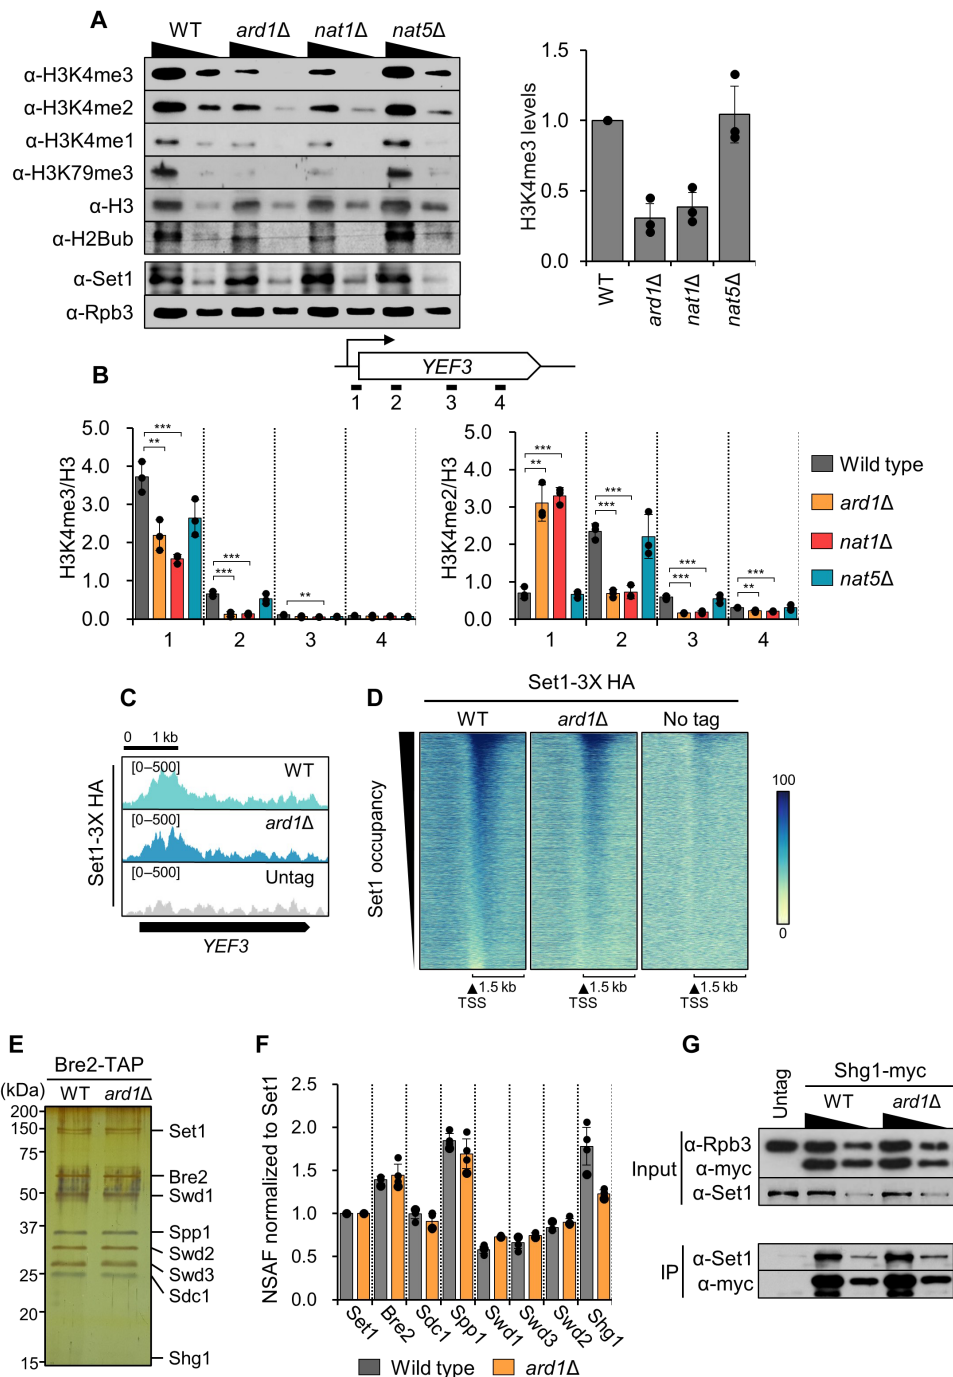 A
WT ard1Δ nat1Δ nat5Δ
α-H3K4me3
α-H3K4me2
α-H3K4me1
α-H3K79me3
α-H3
α-H2Bub
α-Set1
α-Rpb3
H3K4me3 levels
1.5
1.0
0.5
0.0
WT ard1Δ nat1Δ nat5Δ
B
YEF3
1 2 3 4
H3K4me3/H3
5.0
4.0
3.0
2.0
1.0
0.0
*** ** *** *** **
1 2 3 4
H3K4me2/H3
5.0
4.0
3.0
2.0
1.0
0.0
*** ** *** *** *** *** *** **
1 2 3 4
Wild type
ard1Δ
nat1Δ
nat5Δ
C
0 1 kb
Set1-3X HA
[0–500] WT
[0–500] ard1Δ
[0–500] Untag
YEF3
D
Set1-3X HA
WT ard1Δ No tag
Set1 occupancy
1.5 kb 1.5 kb 1.5 kb
TSS TSS TSS
100
0
E
Bre2-TAP
(kDa) WT ard1Δ
200
150
75
50
37
25
20
15
Set1
Bre2
Swd1
Spp1
Swd2
Swd3
Sdc1
Shg1
F
NSAF normalized to Set1
2.5
2.0
1.5
1.0
0.5
0.0
Set1 Bre2 Sdc1 Spp1 Swd1 Swd3 Swd2 Shg1
Wild type ard1Δ
G
Untag
Shg1-myc
WT ard1Δ
Input
α-Rpb3
α-myc
α-Set1
IP
α-Set1
α-myc